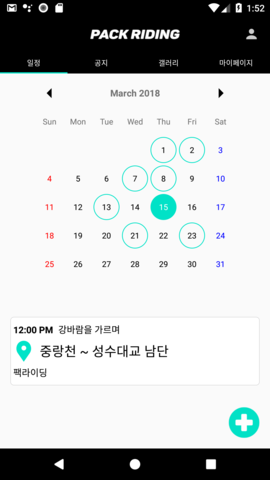 1:52
PACK RIDING
일정 공지 갤러리 마이페이지
March 2018
Sun Mon Tue Wed Thu Fri Sat
1 2 3
4 5 6 7 8 9 10
11 12 13 14 15 16 17
18 19 20 21 22 23 24
25 26 27 28 29 30 31
12:00 PM 강바람을 가르며
중랑천 ~ 성수대교 남단
팩라이딩